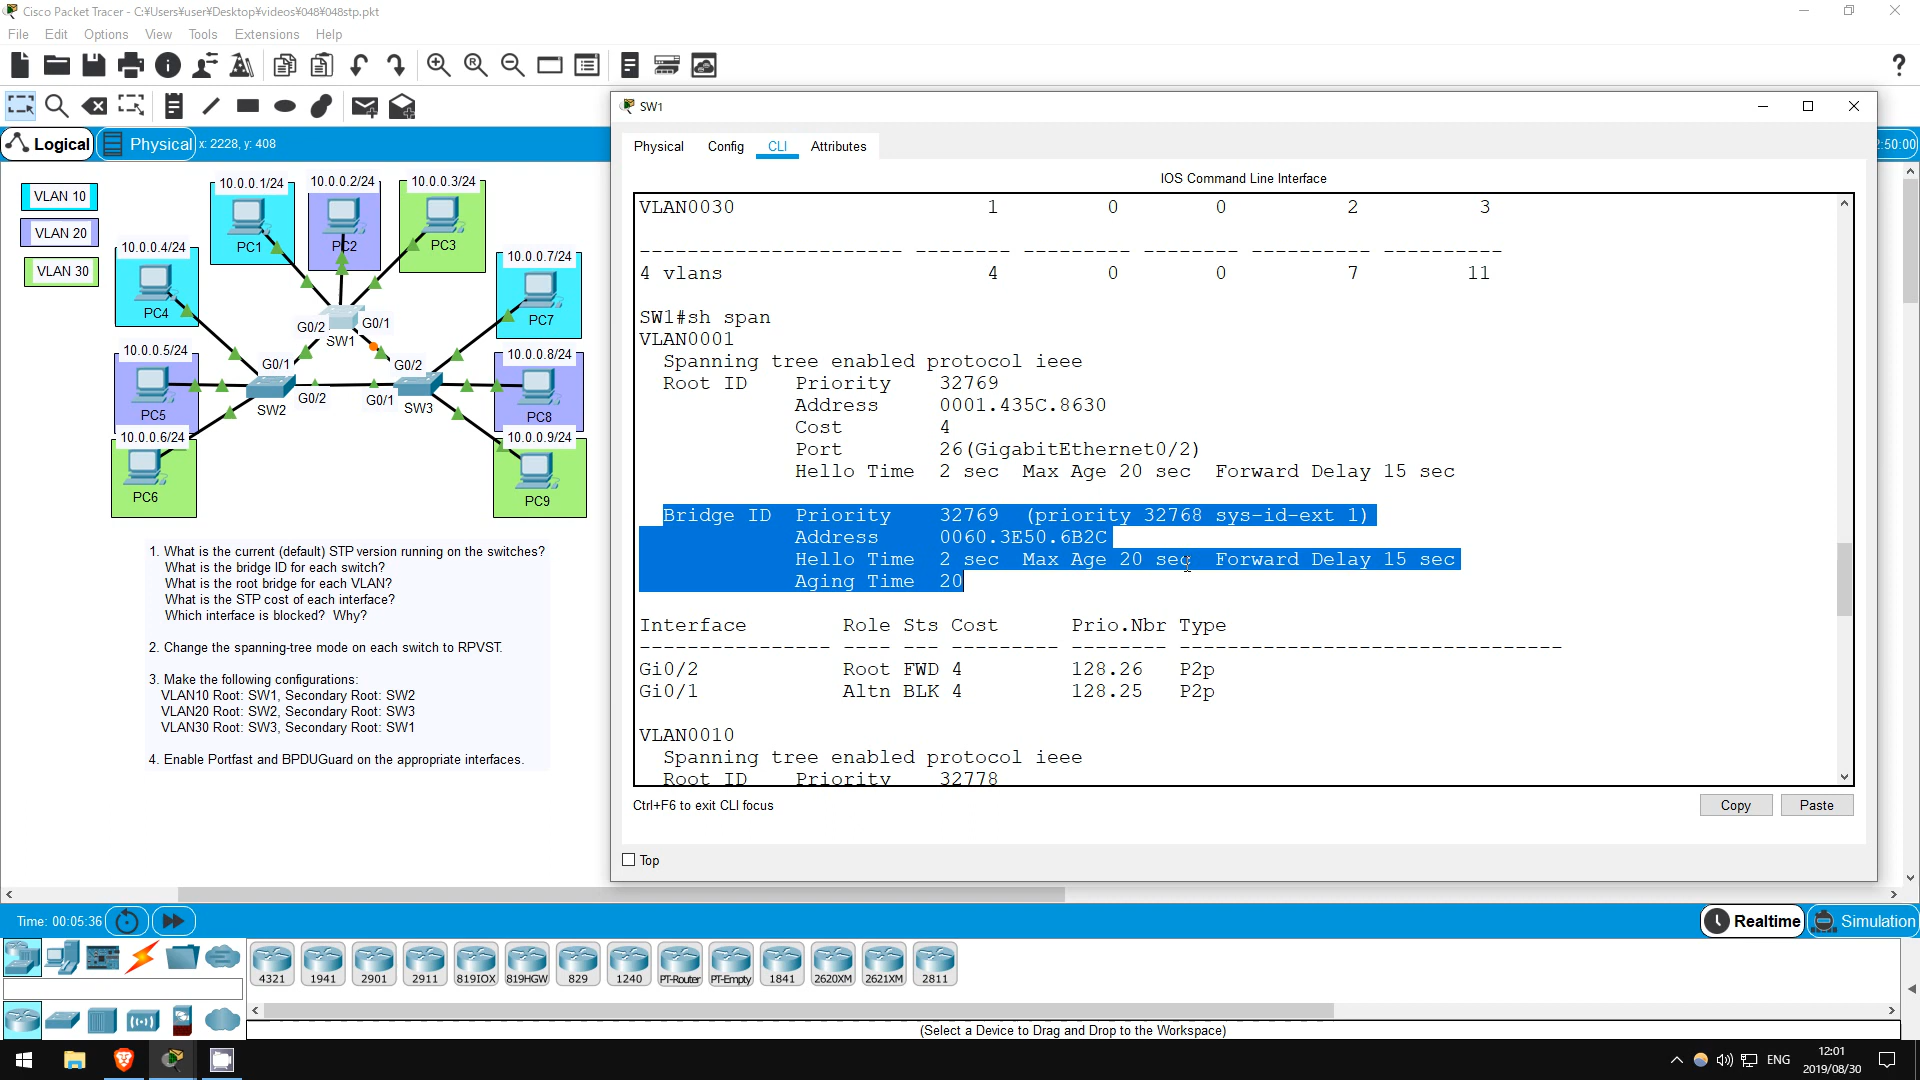 Cisco Packet Tracer - C:¥Users¥user¥Desktop¥videos¥048¥048stp.pkt
File Edit Options View Tools Extensions Help
Logical Physical x: 2228, y: 408
:50:00
VLAN 10
VLAN 20
VLAN 30
10.0.0.1/24
PC1
10.0.0.2/24
PC2
10.0.0.3/24
PC3
10.0.0.4/24
PC4
10.0.0.7/24
PC7
G0/2 G0/1
SW1
10.0.0.5/24
PC5
G0/1
SW2
G0/2
G0/2
G0/1
SW3
10.0.0.8/24
PC8
10.0.0.6/24
PC6
10.0.0.9/24
PC9
1. What is the current (default) STP version running on the switches?
What is the bridge ID for each switch?
What is the root bridge for each VLAN?
What is the STP cost of each interface?
Which interface is blocked? Why?
2. Change the spanning-tree mode on each switch to RPVST.
3. Make the following configurations:
VLAN10 Root: SW1, Secondary Root: SW2
VLAN20 Root: SW2, Secondary Root: SW3
VLAN30 Root: SW3, Secondary Root: SW1
4. Enable Portfast and BPDUGuard on the appropriate interfaces.
SW1
Physical Config CLI Attributes
IOS Command Line Interface
VLAN0030 1 0 0 2 3
---------------------- -------- --------- -------- ---------- ----------
4 vlans 4 0 0 7 11
SW1#sh span
VLAN0001
Spanning tree enabled protocol ieee
Root ID Priority 32769
Address 0001.435C.8630
Cost 4
Port 26(GigabitEthernet0/2)
Hello Time 2 sec Max Age 20 sec Forward Delay 15 sec
Bridge ID Priority 32769 (priority 32768 sys-id-ext 1)
Address 0060.3E50.6B2C
Hello Time 2 sec Max Age 20 sec Forward Delay 15 sec
Aging Time 20
Interface Role Sts Cost Prio.Nbr Type
---------------- ---- --- --------- -------- --------------------------------
Gi0/2 Root FWD 4 128.26 P2p
Gi0/1 Altn BLK 4 128.25 P2p
VLAN0010
Spanning tree enabled protocol ieee
Root ID Priority 32778
Ctrl+F6 to exit CLI focus
Copy Paste
Top
Time: 00:05:36
Realtime Simulation
4321 1941 2901 2911 819IOX 819HGW 829 1240 PT-Router PT-Empty 1841 2620XM 2621XM 2811
(Select a Device to Drag and Drop to the Workspace)
ENG
12:01
2019/08/30